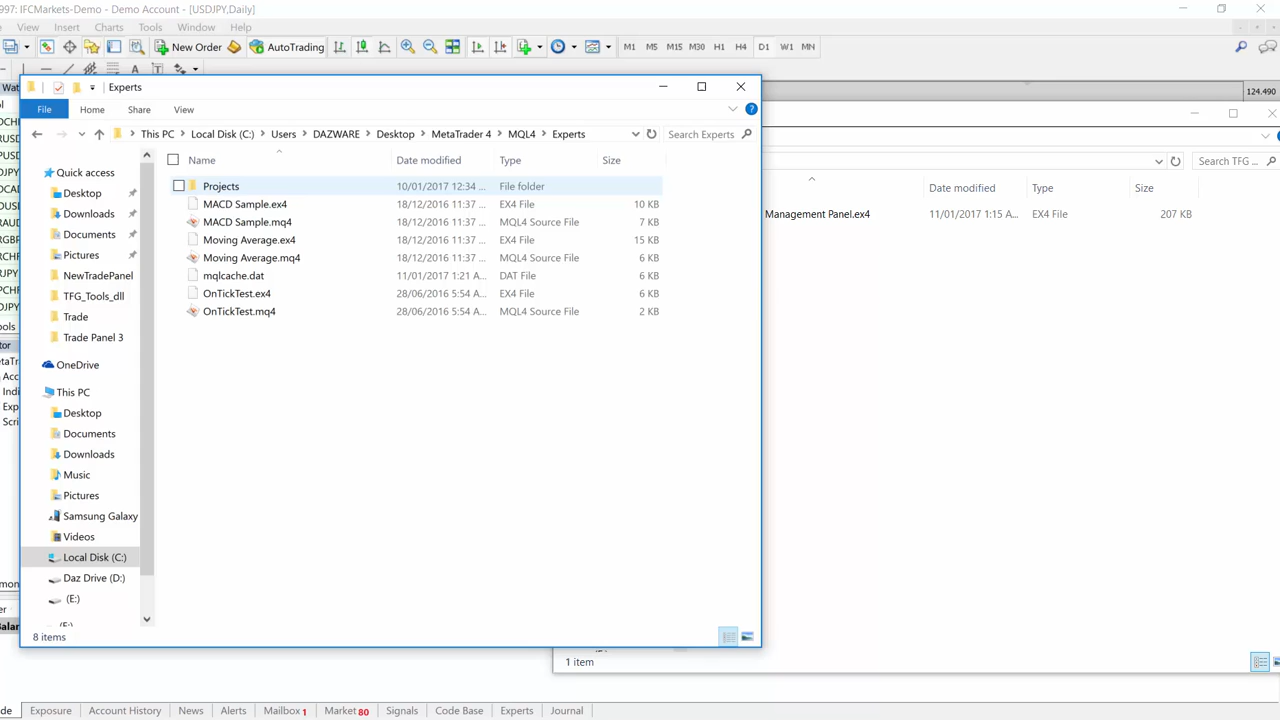 997: IFCMarkets-Demo - Demo Account - [USDJPY,Daily]
View Insert Charts Tools Window Help
New Order AutoTrading M1 M5 M15 M30 H1 H4 D1 W1 MN
A T
124.490
Experts
File Home Share View
This PC Local Disk (C:) Users DAZWARE Desktop MetaTrader 4 MQL4 Experts Search Experts
Name Date modified Type Size
Projects 10/01/2017 12:34 ... File folder
MACD Sample.ex4 18/12/2016 11:37 ... EX4 File 10 KB
MACD Sample.mq4 18/12/2016 11:37 ... MQL4 Source File 7 KB
Moving Average.ex4 18/12/2016 11:37 ... EX4 File 15 KB
Moving Average.mq4 18/12/2016 11:37 ... MQL4 Source File 6 KB
mqlcache.dat 11/01/2017 1:21 A... DAT File 6 KB
OnTickTest.ex4 28/06/2016 5:54 A... EX4 File 6 KB
OnTickTest.mq4 28/06/2016 5:54 A... MQL4 Source File 2 KB
Quick access
Desktop
Downloads
Documents
Pictures
NewTradePanel
TFG_Tools_dll
Trade
Trade Panel 3
OneDrive
This PC
Desktop
Documents
Downloads
Music
Pictures
Samsung Galaxy
Videos
Local Disk (C:)
Daz Drive (D:)
(E:)
8 items
Search TFG ...
Date modified Type Size
Management Panel.ex4 11/01/2017 1:15 A... EX4 File 207 KB
1 item
Exposure Account History News Alerts Mailbox 1 Market 80 Signals Code Base Experts Journal